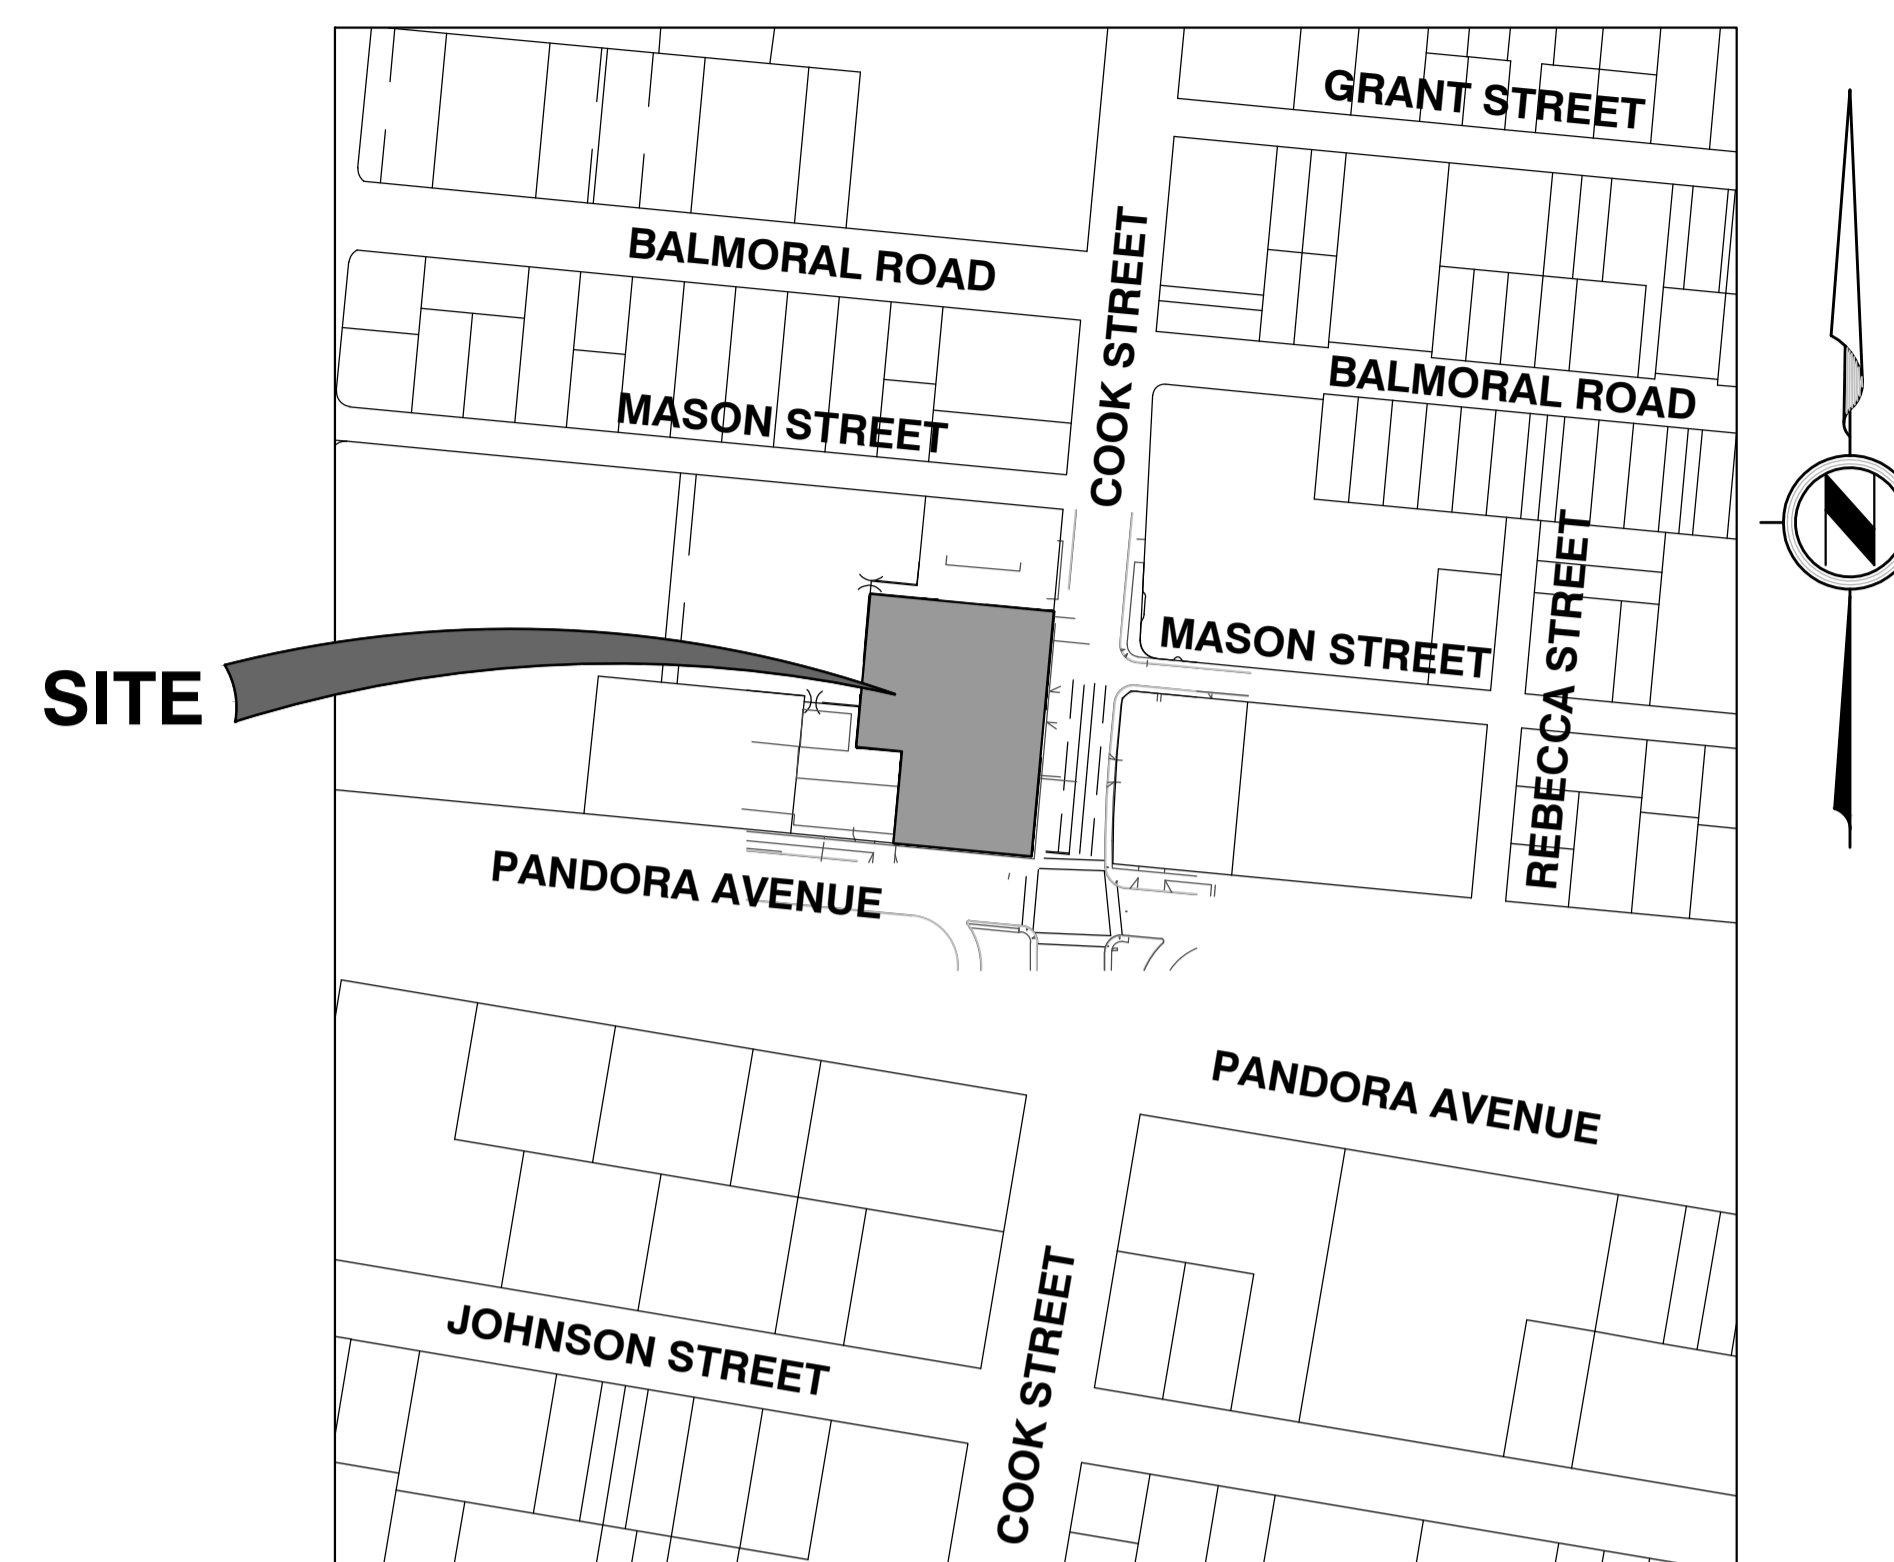 GRANT STREET
BALMORAL ROAD
COOK STREET
BALMORAL ROAD
MASON STREET
REBECCA STREET
MASON STREET
SITE
PANDORA AVENUE
PANDORA AVENUE
JOHNSON STREET
COOK STREET
N